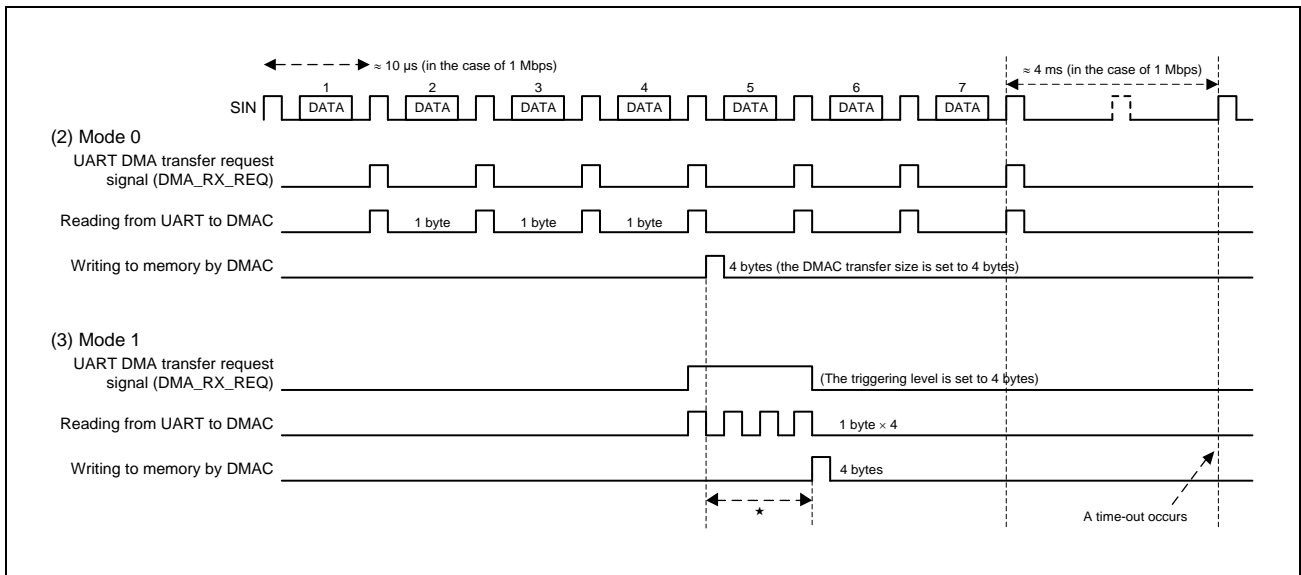 ≈ 10 µs (in the case of 1 Mbps)
≈ 4 ms (in the case of 1 Mbps)
1 2 3 4 5 6 7
SIN DATA DATA DATA DATA DATA DATA DATA
(2) Mode 0
UART DMA transfer request
signal (DMA_RX_REQ)
Reading from UART to DMAC 1 byte 1 byte 1 byte
Writing to memory by DMAC 4 bytes (the DMAC transfer size is set to 4 bytes)
(3) Mode 1
UART DMA transfer request
signal (DMA_RX_REQ) (The triggering level is set to 4 bytes)
Reading from UART to DMAC 1 byte × 4
Writing to memory by DMAC 4 bytes
★
A time-out occurs